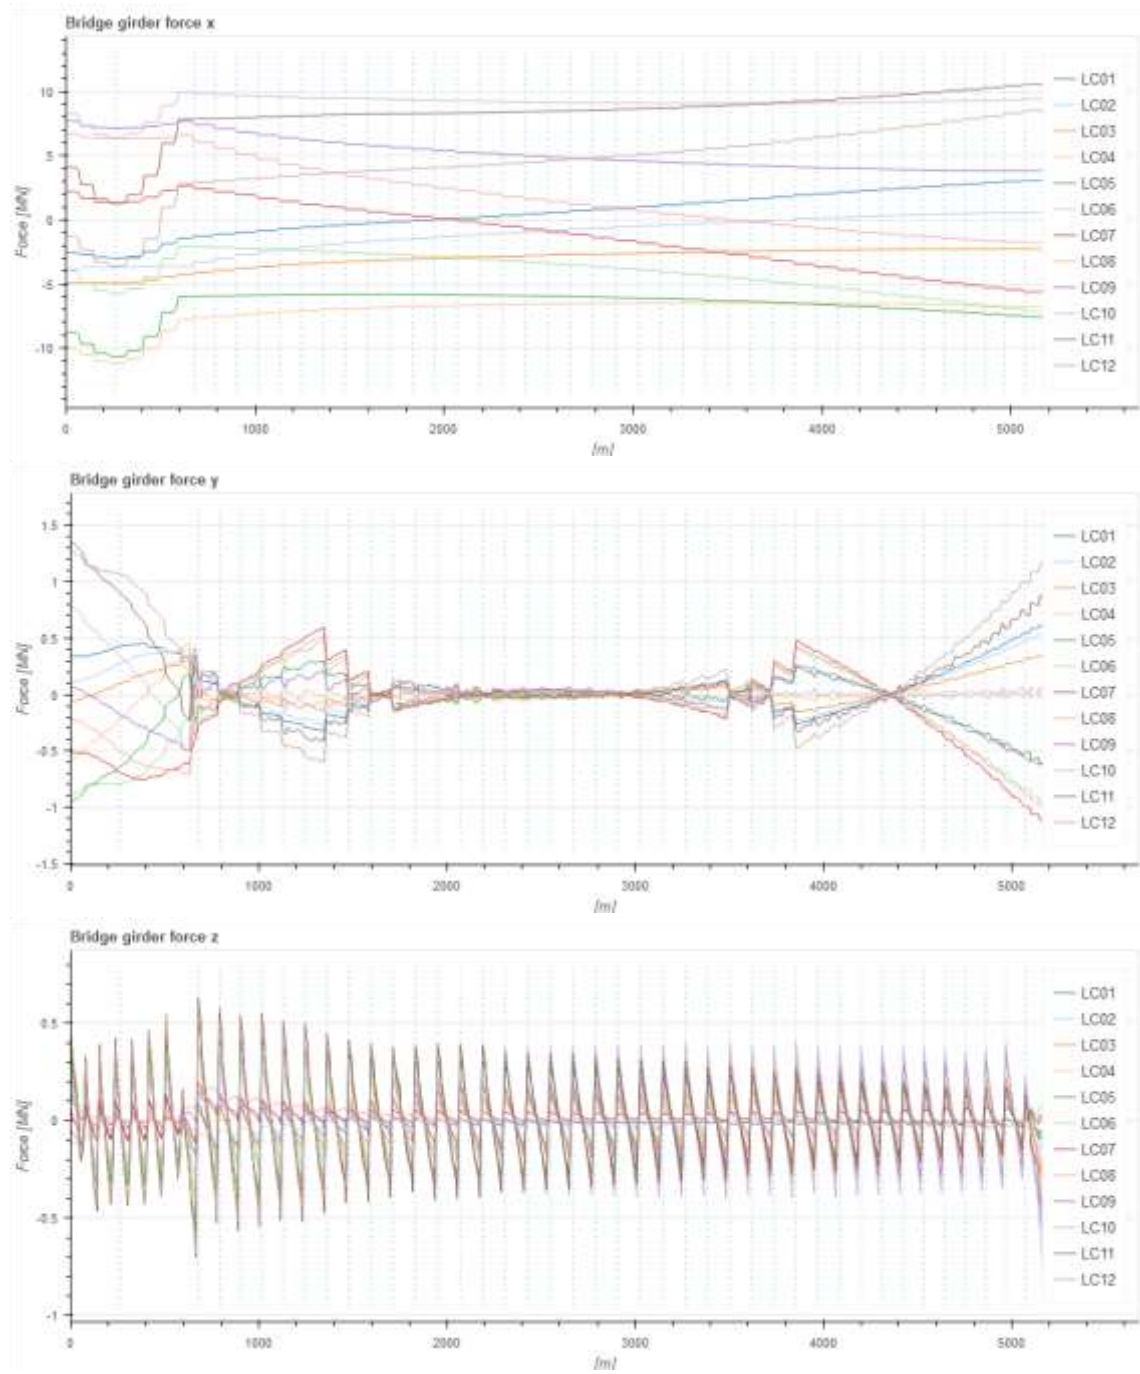 Bridge girder force x
10
5
0
-5
-10
Force [MN]
0 1000 2000 3000 4000 5000
[m]
LC01
LC02
LC03
LC04
LC05
LC06
LC07
LC08
LC09
LC10
LC11
LC12
Bridge girder force y
1.5
1
0.5
0
-0.5
-1
-1.5
Force [MN]
0 1000 2000 3000 4000 5000
[m]
LC01
LC02
LC03
LC04
LC05
LC06
LC07
LC08
LC09
LC10
LC11
LC12
Bridge girder force z
0.5
0
-0.5
-1
Force [MN]
0 1000 2000 3000 4000 5000
[m]
LC01
LC02
LC03
LC04
LC05
LC06
LC07
LC08
LC09
LC10
LC11
LC12